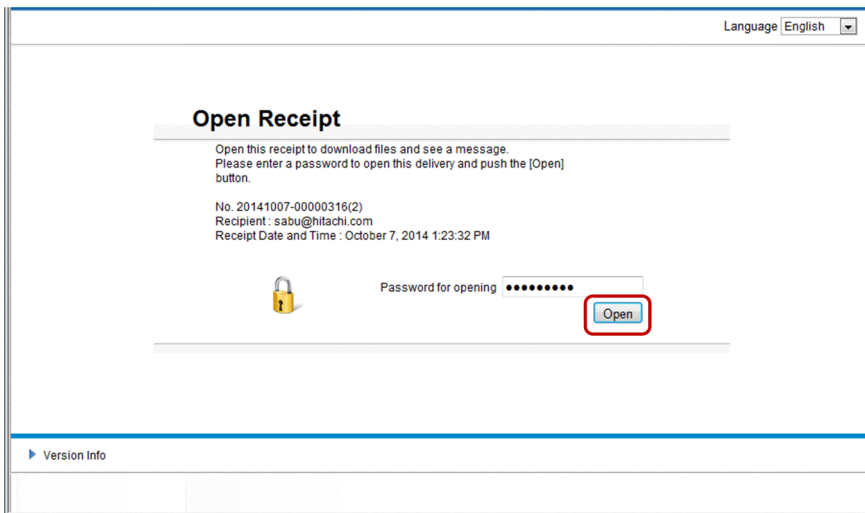 Language English
Open Receipt
Open this receipt to download files and see a message.
Please enter a password to open this delivery and push the [Open]
button.
No. 20141007-00000316(2)
Recipient : sabu@hitachi.com
Receipt Date and Time : October 7, 2014 1:23:32 PM
Password for opening ●●●●●●●●●
Open
Version Info